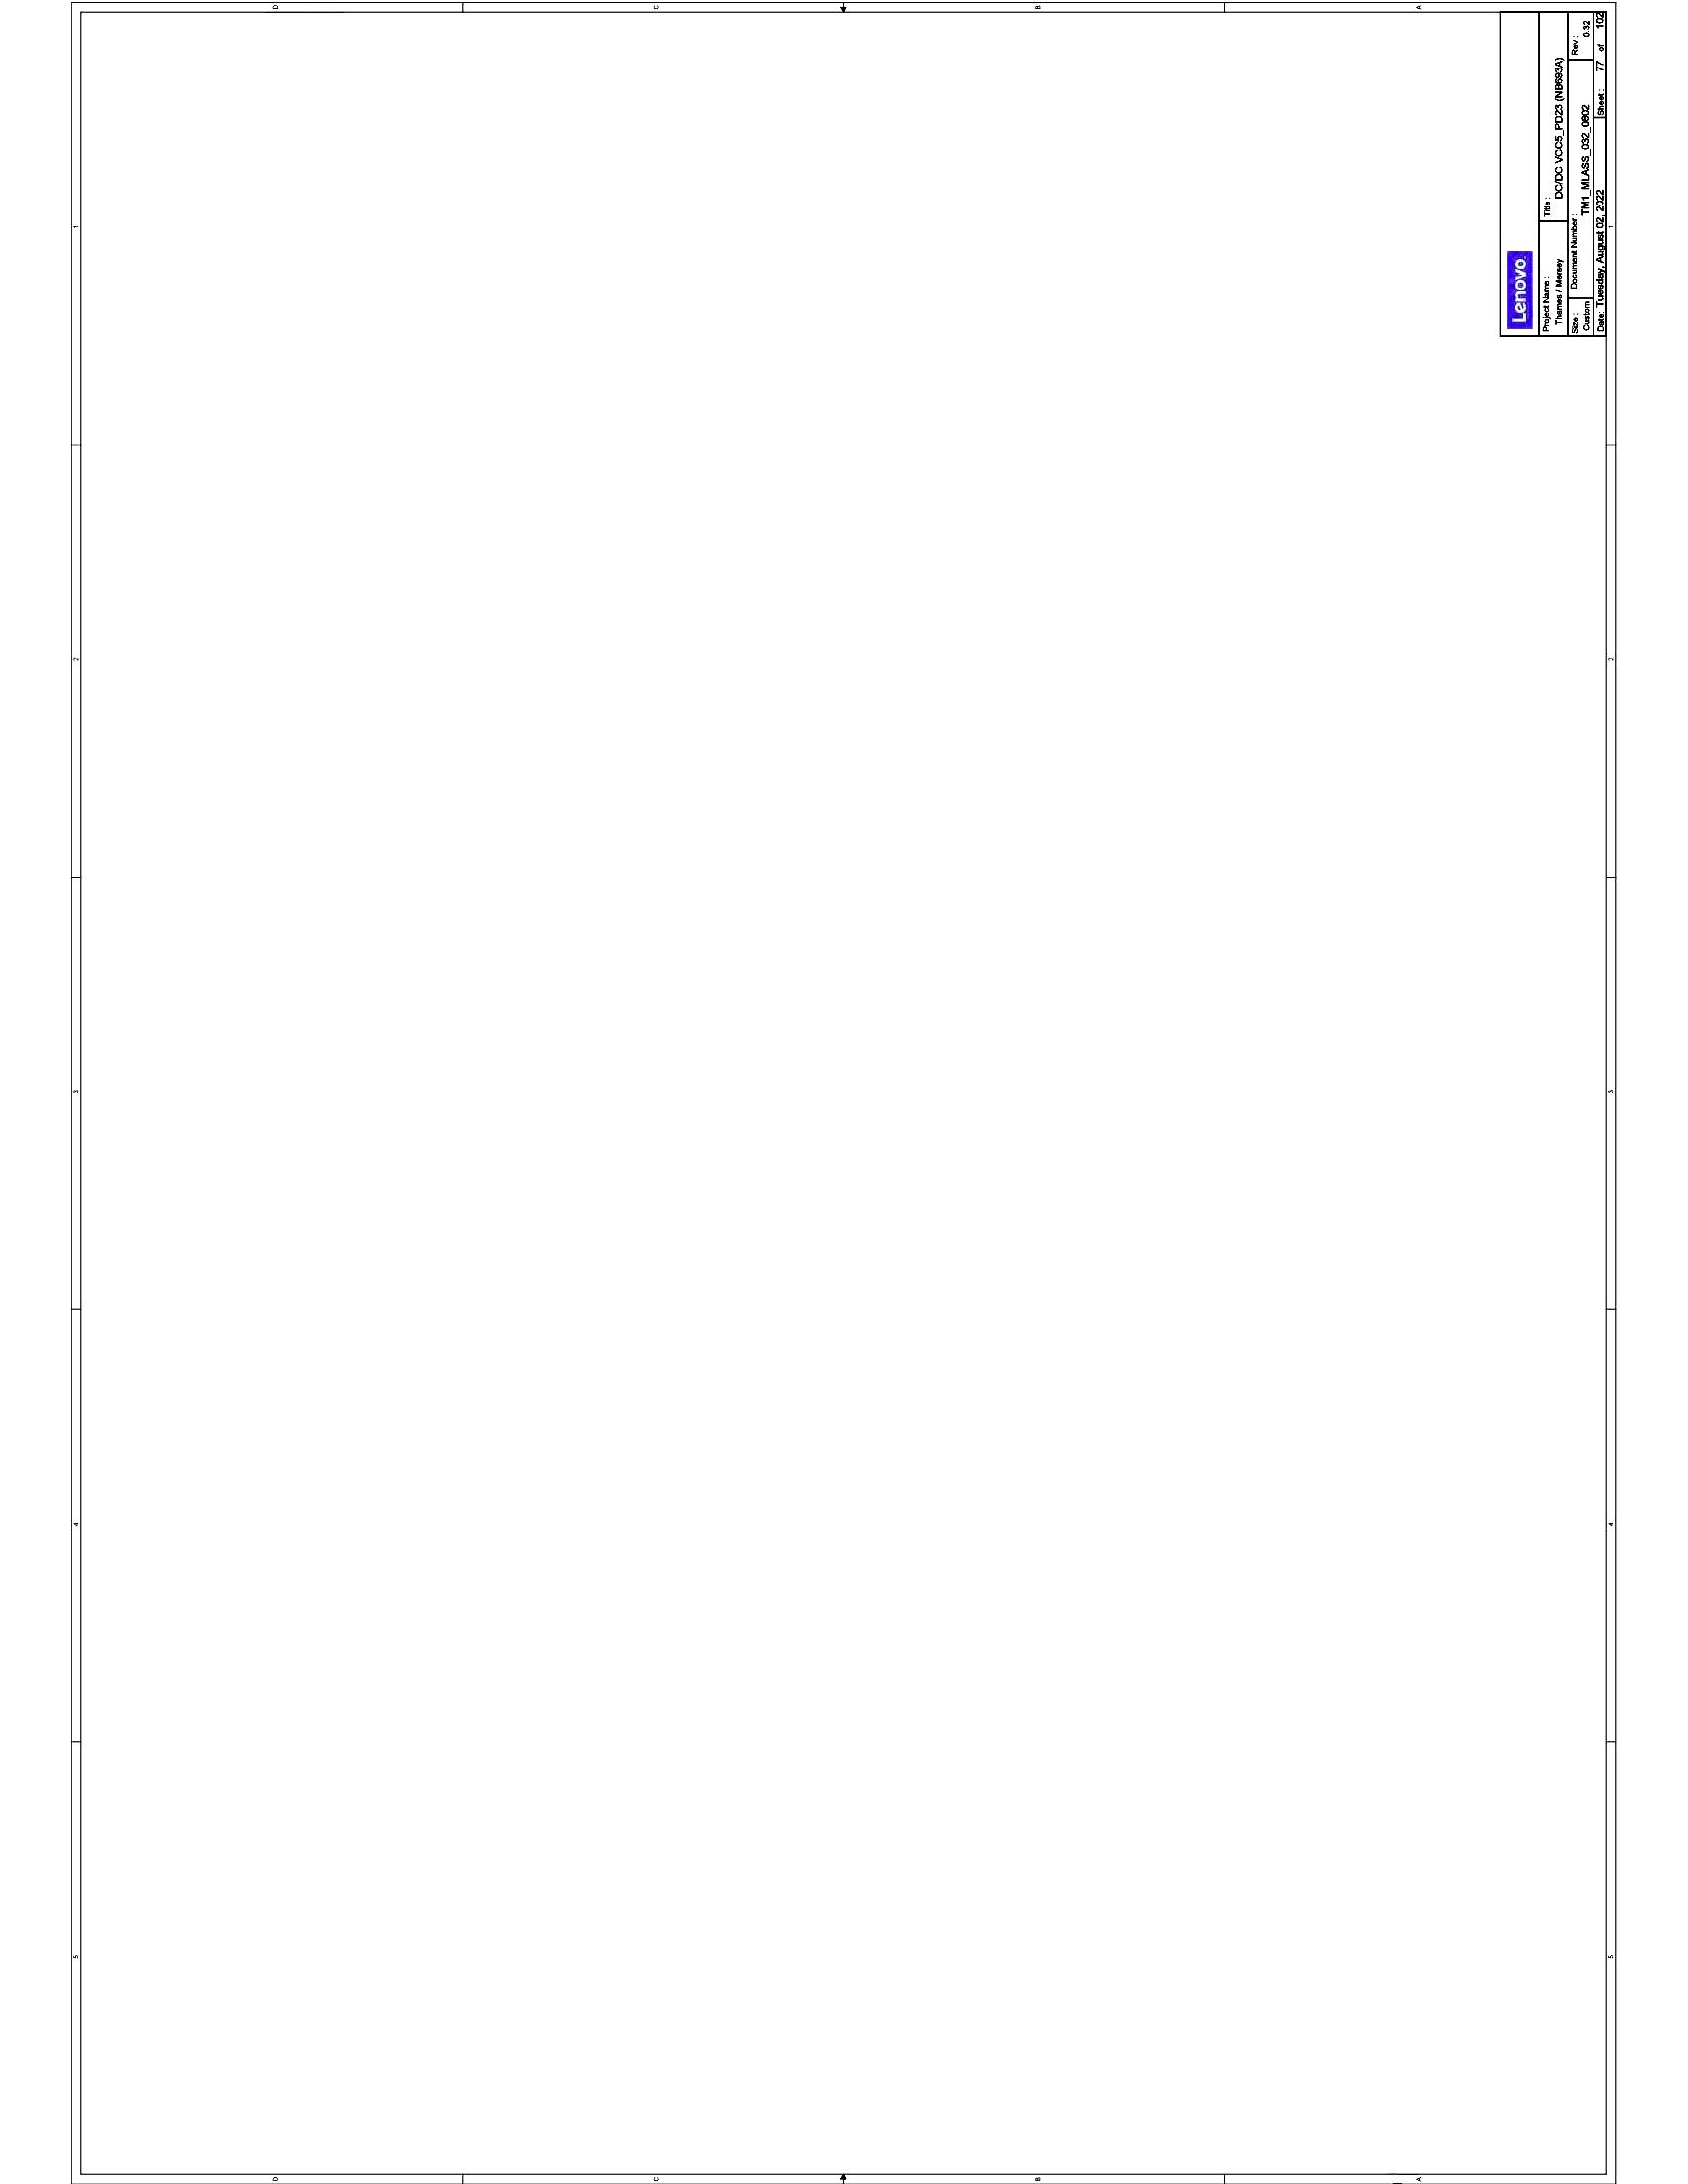 D C B A
1
2
3
4
5
Lenovo
Project Name :
Thames / Mersey
Title :
DC/DC VCC5_PD23 (NB693A)
Size :
Custom
Document Number :
TM1_MLASS_032_0802
Rev :
0.32
Date: Tuesday, August 02, 2022 Sheet : 77 of 102
1
2
3
4
5
D C B A